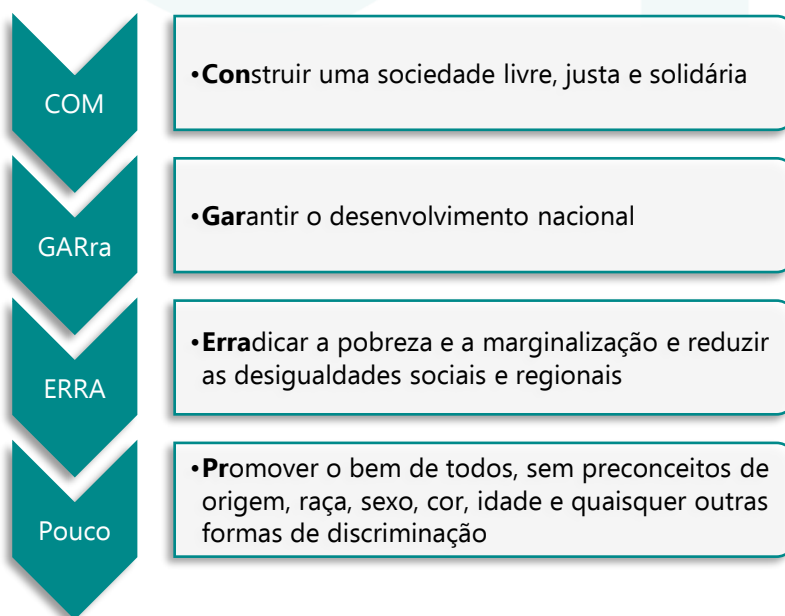 COM
•Construir uma sociedade livre, justa e solidária
GARra
•Garantir o desenvolvimento nacional
ERRA
•Erradicar a pobreza e a marginalização e reduzir
as desigualdades sociais e regionais
Pouco
•Promover o bem de todos, sem preconceitos de
origem, raça, sexo, cor, idade e quaisquer outras
formas de discriminação